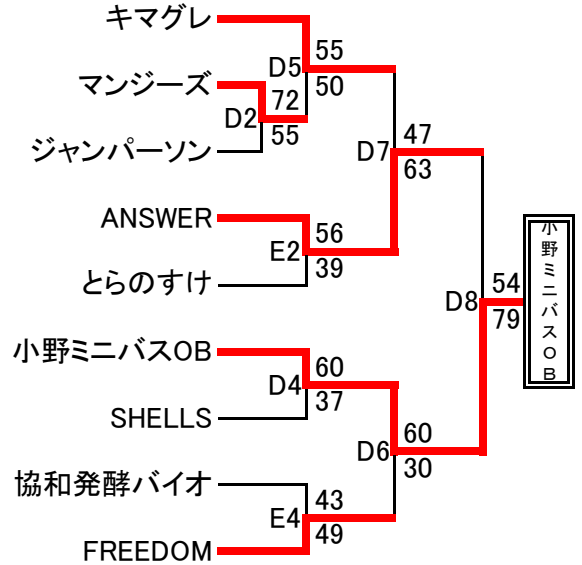 キマグレ
55
D5
50
マンジーズ
72
D2
55
ジャンパーソン
47
D7
63
ANSWER
56
E2
39
とらのすけ
小野ミニバスOB
54
D8
79
小野ミニバスOB
60
D4
37
SHELLS
60
D6
30
協和発酵バイオ
43
E4
49
FREEDOM